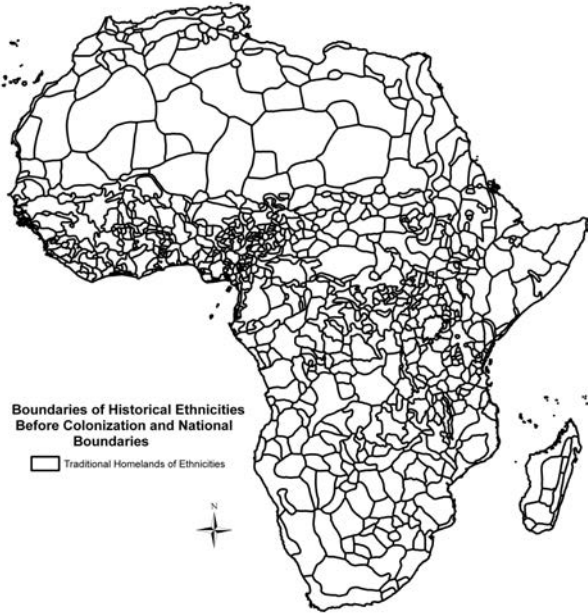 Boundaries of Historical Ethnicities
Before Colonization and National
Boundaries
Traditional Homelands of Ethnicities
N